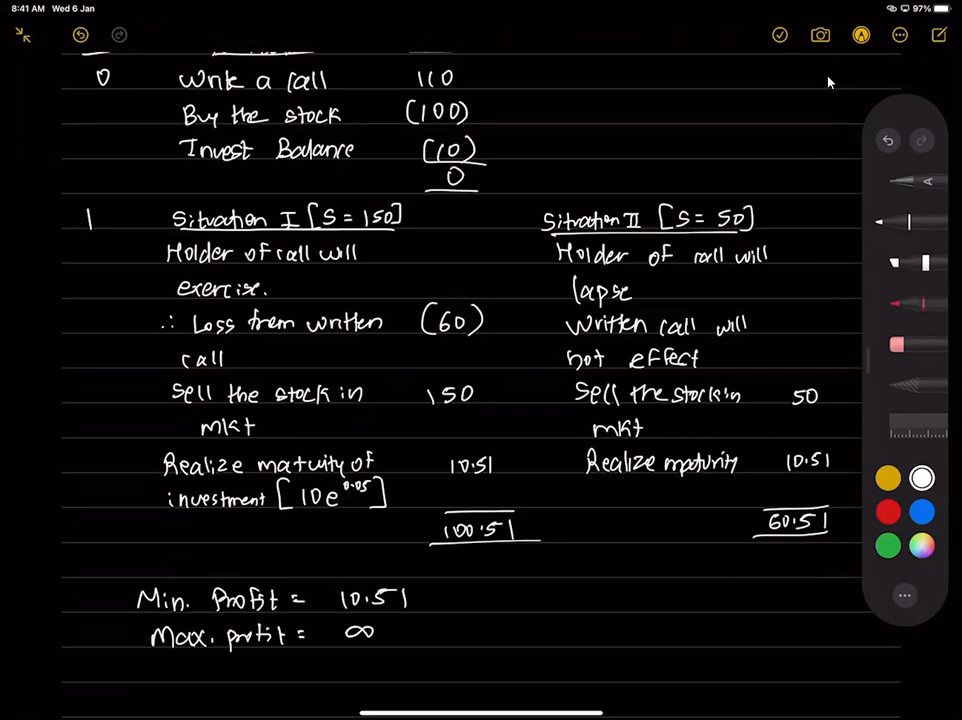 8:41 AM Wed 6 Jan
97%
0 Write a call 110
Buy the stock (100)
Invest Balance (10)
0
1 Situation I [S = 150] Situation II [S = 50]
Holder of call will Holder of call will
exercise. lapse
∴ Loss from written (60) Written call will
call not effect
Sell the stock in 150 Sell the stock in 50
mkt mkt
Realize matuity of 10.51 Realize maturity 10.51
investment [10e^0.05]
100.51 60.51
Min. Profit = 10.51
Max. profit = ∞
A